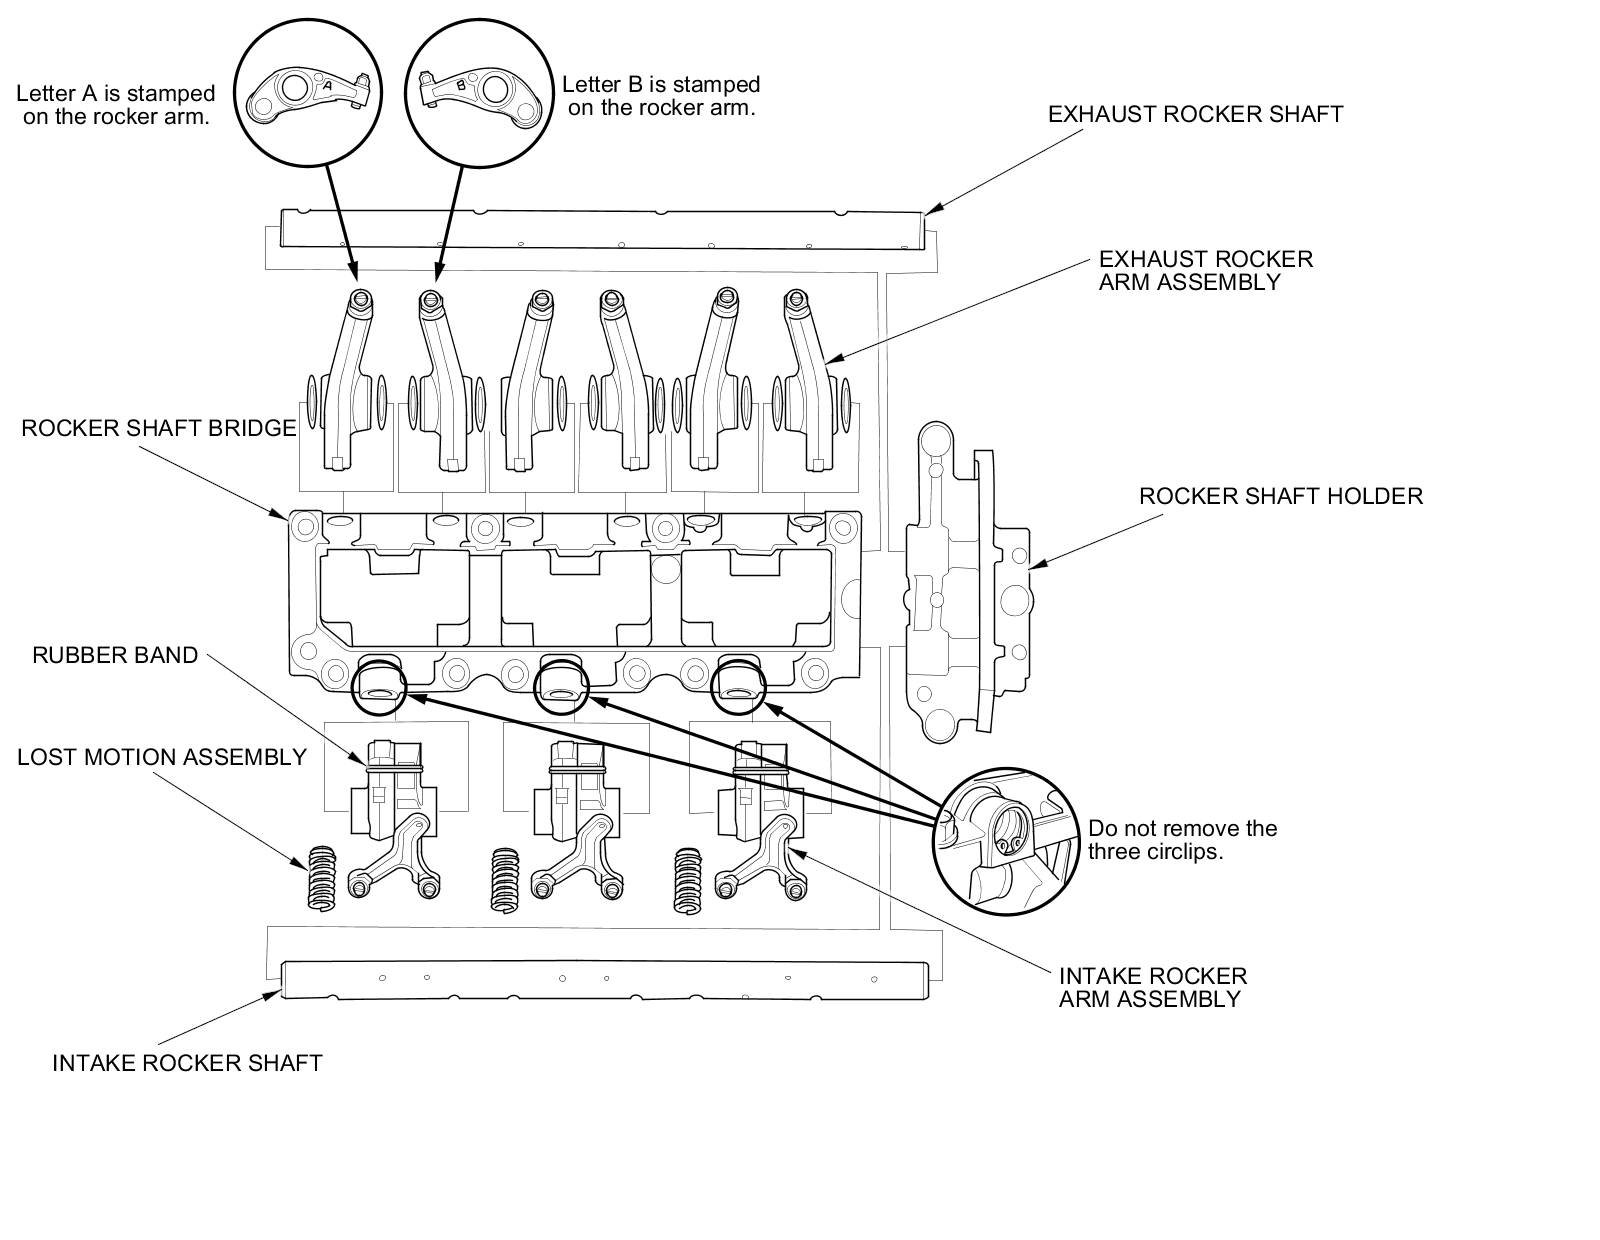 Letter A is stamped
on the rocker arm.
A
B
Letter B is stamped
on the rocker arm.
EXHAUST ROCKER SHAFT
EXHAUST ROCKER
ARM ASSEMBLY
ROCKER SHAFT BRIDGE
ROCKER SHAFT HOLDER
RUBBER BAND
LOST MOTION ASSEMBLY
Do not remove the
three circlips.
INTAKE ROCKER
ARM ASSEMBLY
INTAKE ROCKER SHAFT